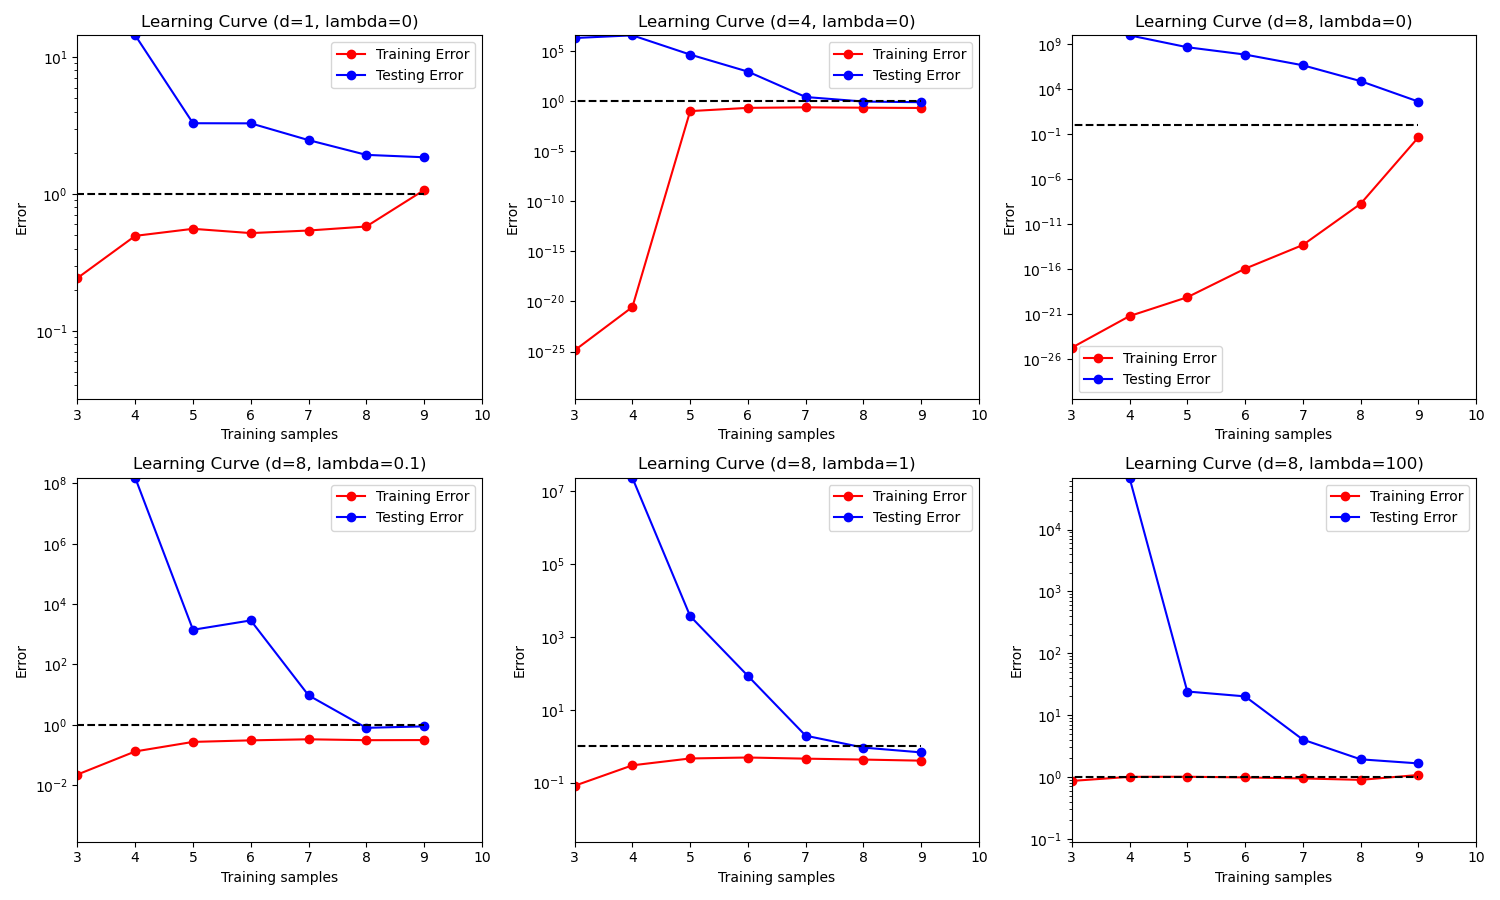 Learning Curve (d=1, lambda=0)
10^1
10^0
10^-1
Error
Training Error
Testing Error
3 4 5 6 7 8 9 10
Training samples
Learning Curve (d=4, lambda=0)
10^5
10^0
10^-5
10^-10
10^-15
10^-20
10^-25
Error
Training Error
Testing Error
3 4 5 6 7 8 9 10
Training samples
Learning Curve (d=8, lambda=0)
10^9
10^4
10^-1
10^-6
10^-11
10^-16
10^-21
10^-26
Error
Training Error
Testing Error
3 4 5 6 7 8 9 10
Training samples
Learning Curve (d=8, lambda=0.1)
10^8
10^6
10^4
10^2
10^0
10^-2
Error
Training Error
Testing Error
3 4 5 6 7 8 9 10
Training samples
Learning Curve (d=8, lambda=1)
10^7
10^5
10^3
10^1
10^-1
Error
Training Error
Testing Error
3 4 5 6 7 8 9 10
Training samples
Learning Curve (d=8, lambda=100)
10^4
10^3
10^2
10^1
10^0
10^-1
Error
Training Error
Testing Error
3 4 5 6 7 8 9 10
Training samples